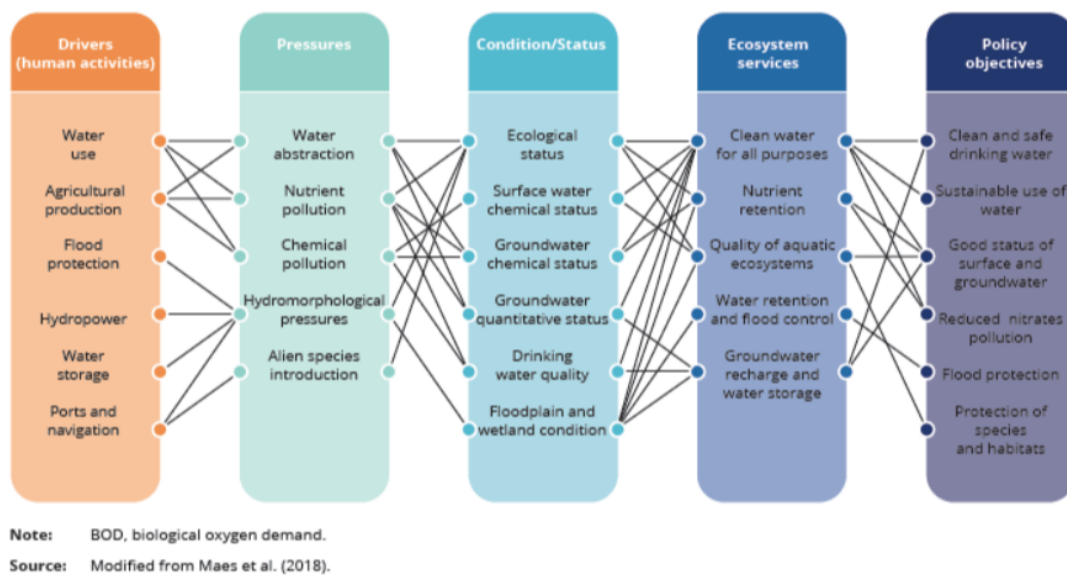 Drivers
(human activities)
Water
use
Agricultural
production
Flood
protection
Hydropower
Water
storage
Ports and
navigation
Pressures
Water
abstraction
Nutrient
pollution
Chemical
pollution
Hydromorphological
pressures
Alien species
introduction
Condition/Status
Ecological
status
Surface water
chemical status
Groundwater
chemical status
Groundwater
quantitative status
Drinking
water quality
Floodplain and
wetland condition
Ecosystem
services
Clean water
for all purposes
Nutrient
retention
Quality of aquatic
ecosystems
Water retention
and flood control
Groundwater
recharge and
water storage
Policy
objectives
Clean and safe
drinking water
Sustainable use of
water
Good status of
surface and
groundwater
Reduced nitrates
pollution
Flood protection
Protection of
species
and habitats
Note: BOD, biological oxygen demand.
Source: Modified from Maes et al. (2018).